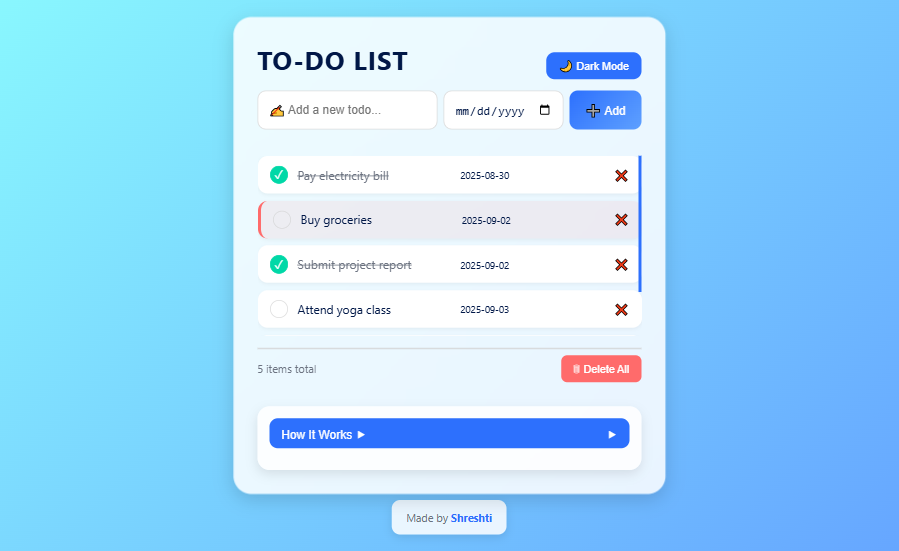 TO-DO LIST
🌙 Dark Mode
✍️ Add a new todo...
mm/dd/yyyy
➕ Add
Pay electricity bill 2025-08-30
Buy groceries 2025-09-02
Submit project report 2025-09-02
Attend yoga class 2025-09-03
5 items total
🗑 Delete All
How It Works ▶
Made by Shreshti